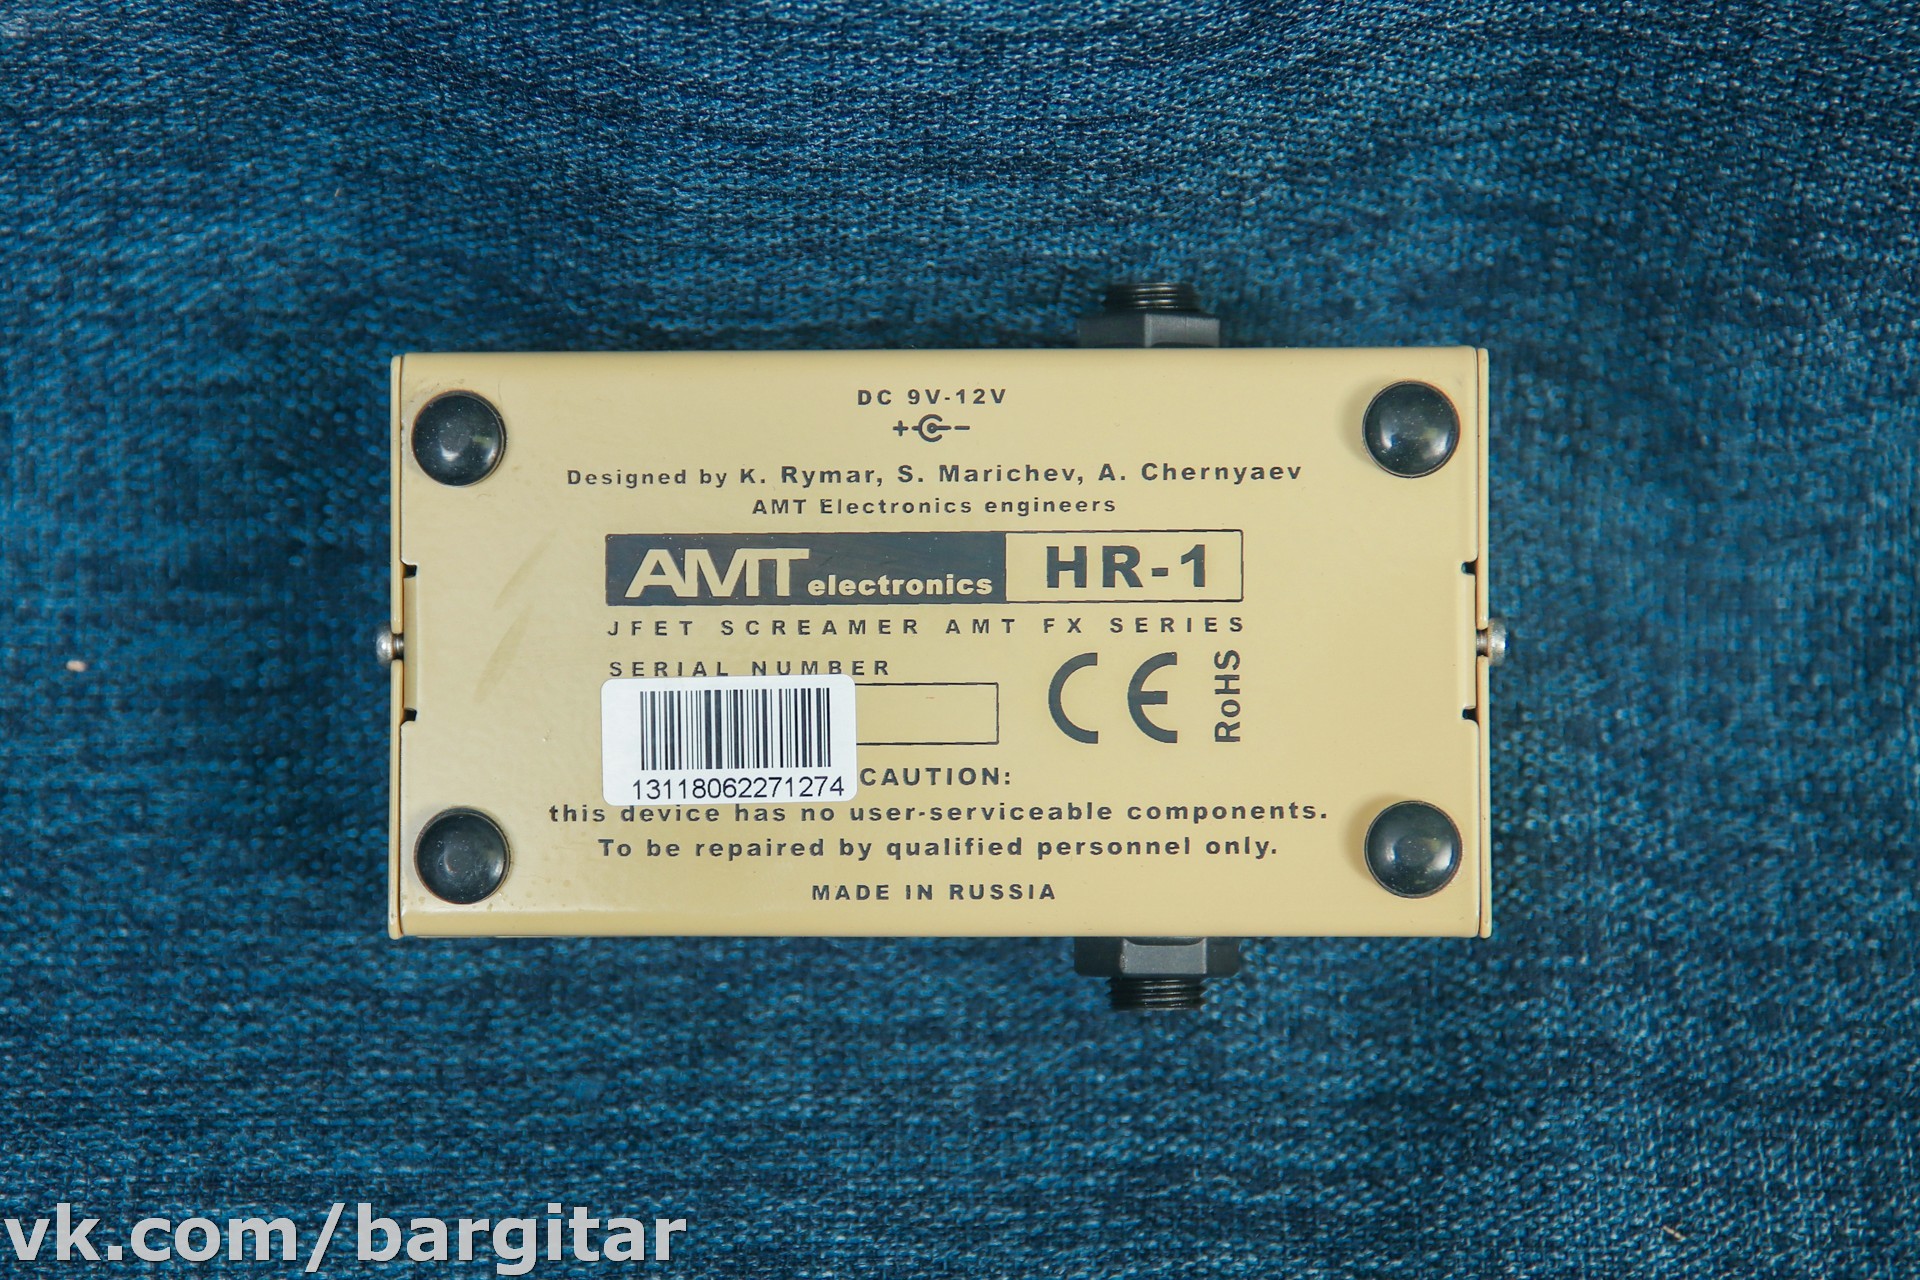 DC 9V-12V
+ -
Designed by K. Rymar, S. Marichev, A. Chernyaev
AMT Electronics engineers
AMT electronics HR-1
JFET SCREAMER AMT FX SERIES
SERIAL NUMBER
CE RoHS
13118062271274
CAUTION:
this device has no user-serviceable components.
To be repaired by qualified personnel only.
MADE IN RUSSIA
vk.com/bargitar